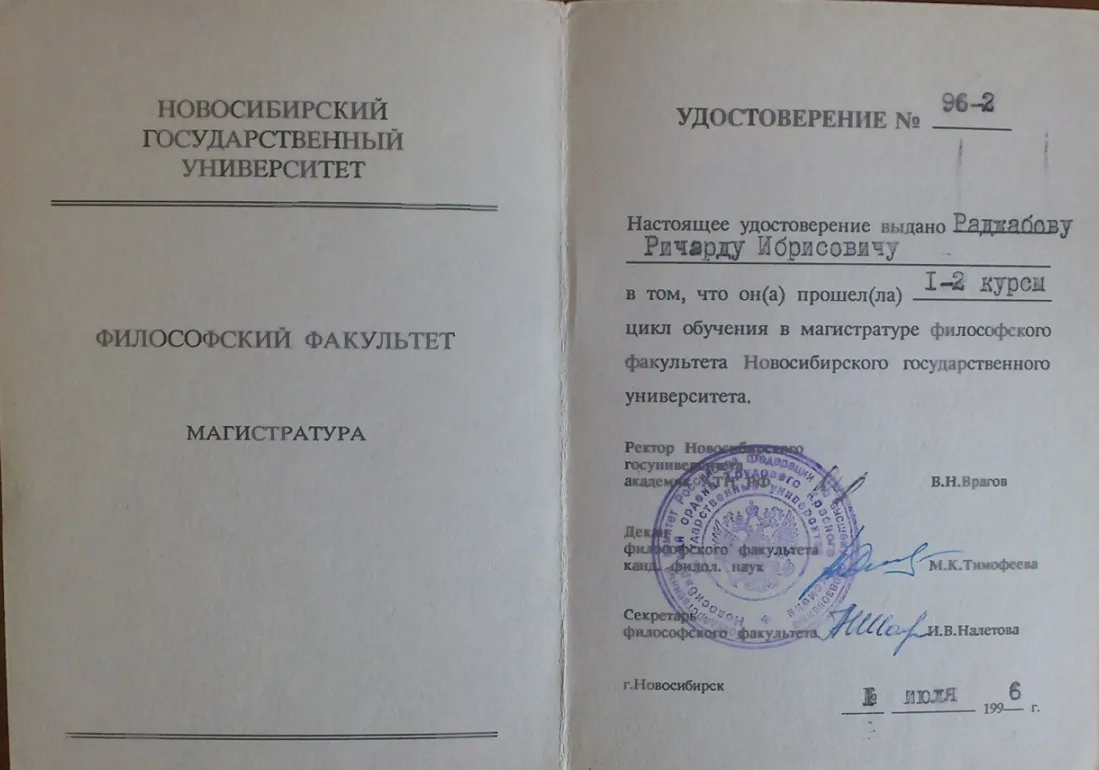 НОВОСИБИРСКИЙ
ГОСУДАРСТВЕННЫЙ
УНИВЕРСИТЕТ
ФИЛОСОФСКИЙ ФАКУЛЬТЕТ
МАГИСТРАТУРА
УДОСТОВЕРЕНИЕ № 96-2
Настоящее удостоверение выдано Раджабову
Ричарду Ибрисовичу
в том, что он(а) прошел(ла) I-2 курсы
цикл обучения в магистратуре философского
факультета Новосибирского государственного
университета.
Ректор Новосибирского
госуниверситета
академик В.Н.Врагов
Декан
философского факультета
канд. филол. наук М.К.Тимофеева
Секретарь
философского факультета И.В.Налетова
г.Новосибирск
июля 1996 г.